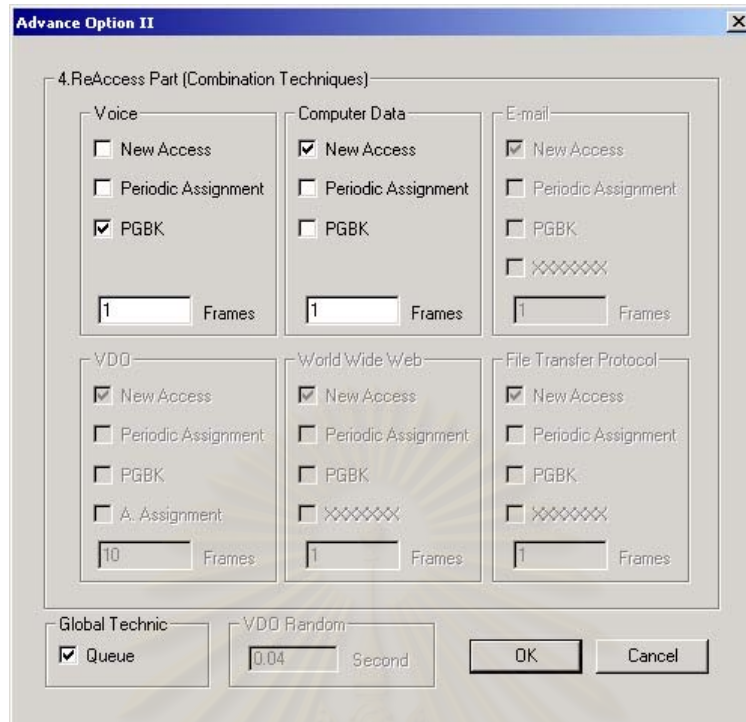 Advance Option II
4.ReAccess Part (Combination Techniques)
Voice
New Access
Periodic Assignment
PGBK
1 Frames
Computer Data
New Access
Periodic Assignment
PGBK
1 Frames
E-mail
New Access
Periodic Assignment
PGBK
XXXXXXX
1 Frames
VDO
New Access
Periodic Assignment
PGBK
A. Assignment
10 Frames
World Wide Web
New Access
Periodic Assignment
PGBK
XXXXXXX
1 Frames
File Transfer Protocol
New Access
Periodic Assignment
PGBK
XXXXXXX
1 Frames
Global Technic
Queue
VDO Random
0.04 Second
OK
Cancel